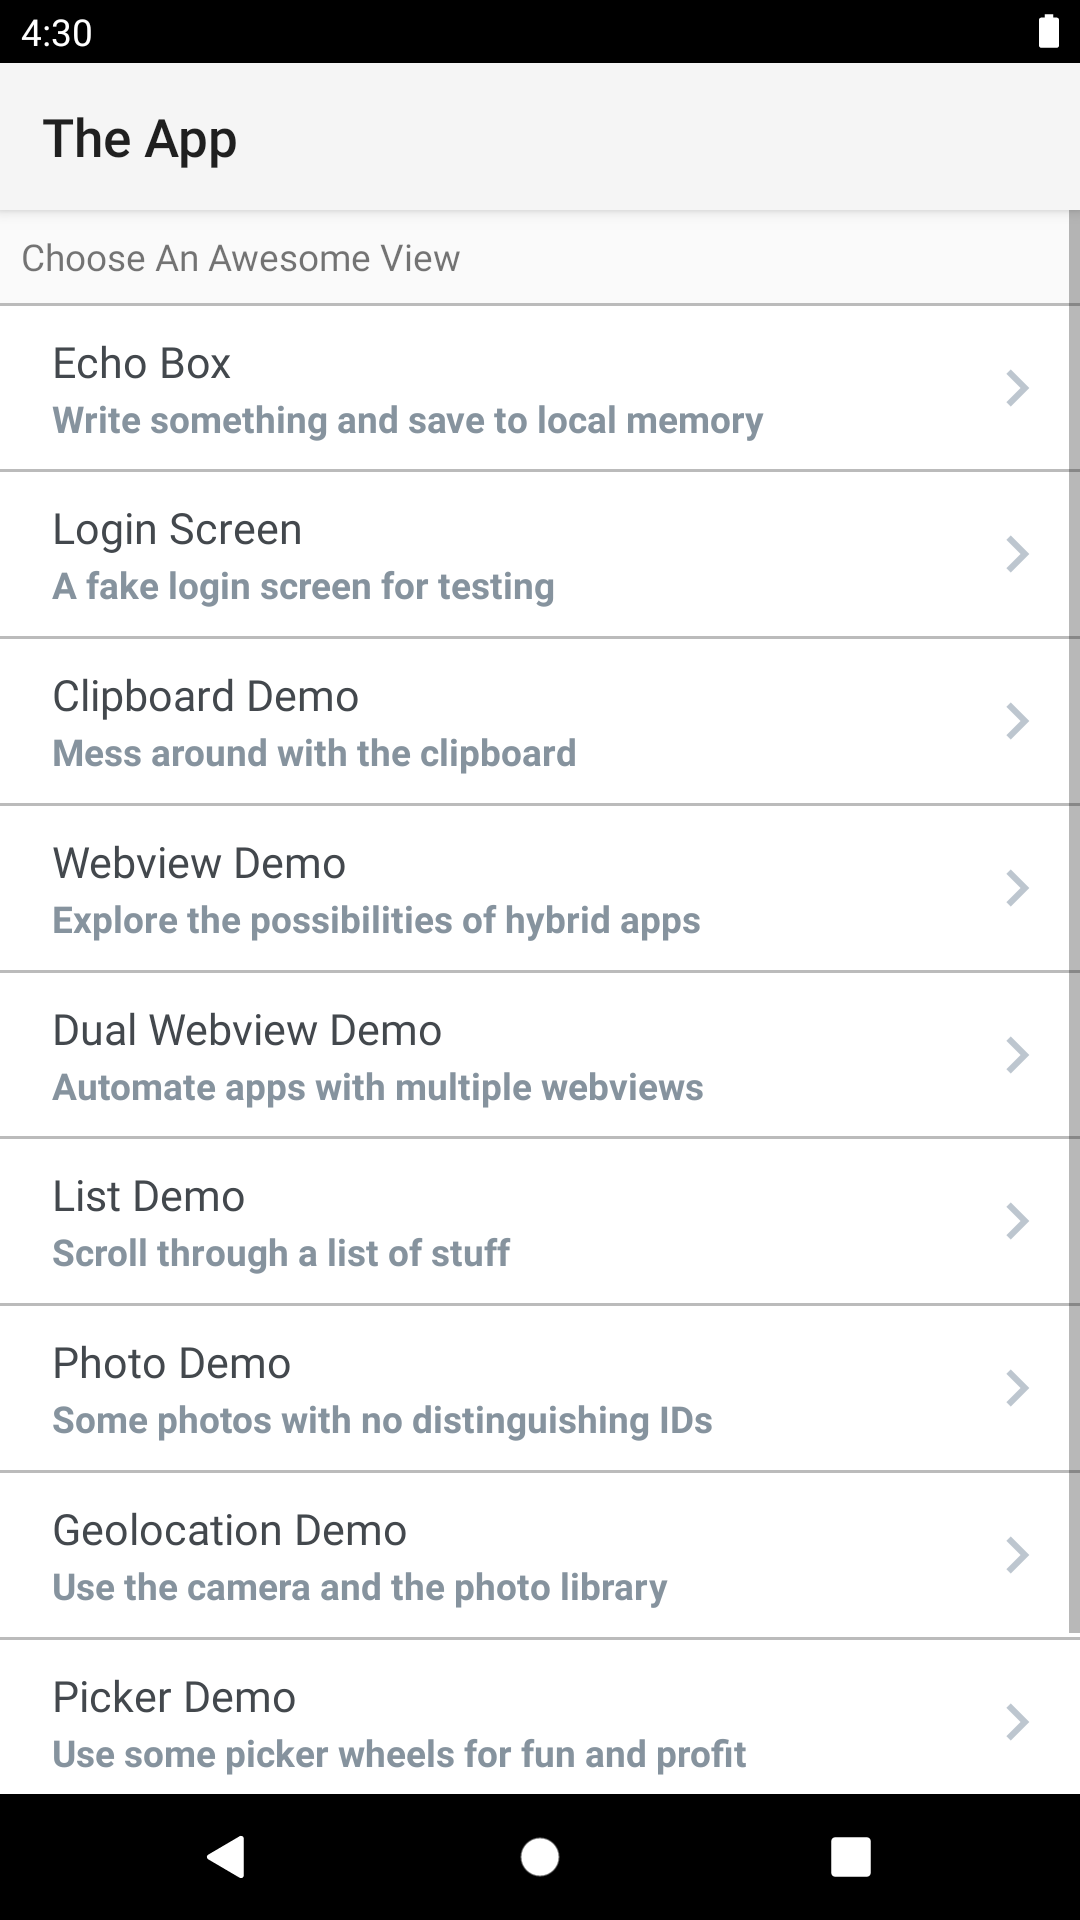 4:30
The App
Choose An Awesome View
Echo Box
Write something and save to local memory
Login Screen
A fake login screen for testing
Clipboard Demo
Mess around with the clipboard
Webview Demo
Explore the possibilities of hybrid apps
Dual Webview Demo
Automate apps with multiple webviews
List Demo
Scroll through a list of stuff
Photo Demo
Some photos with no distinguishing IDs
Geolocation Demo
Use the camera and the photo library
Picker Demo
Use some picker wheels for fun and profit